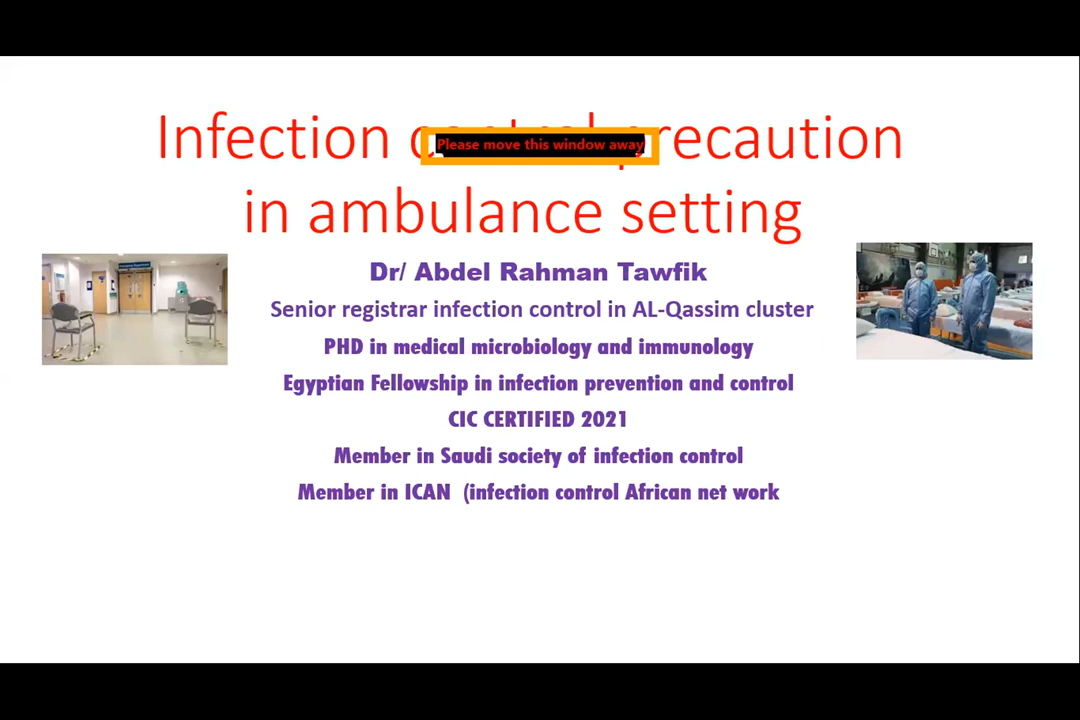 Infection control precaution
Please move this window away
in ambulance setting
Dr/ Abdel Rahman Tawfik
Senior registrar infection control in AL-Qassim cluster
PHD in medical microbiology and immunology
Egyptian Fellowship in infection prevention and control
CIC CERTIFIED 2021
Member in Saudi society of infection control
Member in ICAN (infection control African net work